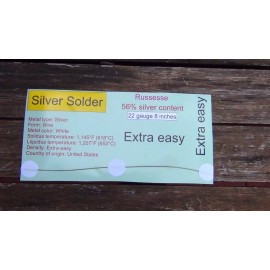 Silver Solder
Russesse
56% silver content
22 gauge 8 inches
Metal type: Silver
Form: Wire
Metal color: White
Solidus temperature: 1,145°F (618°C)
Liquidus temperature: 1,207°F (652°C)
Density: Extra-easy
Country of origin: United States
Extra easy
Extra easy